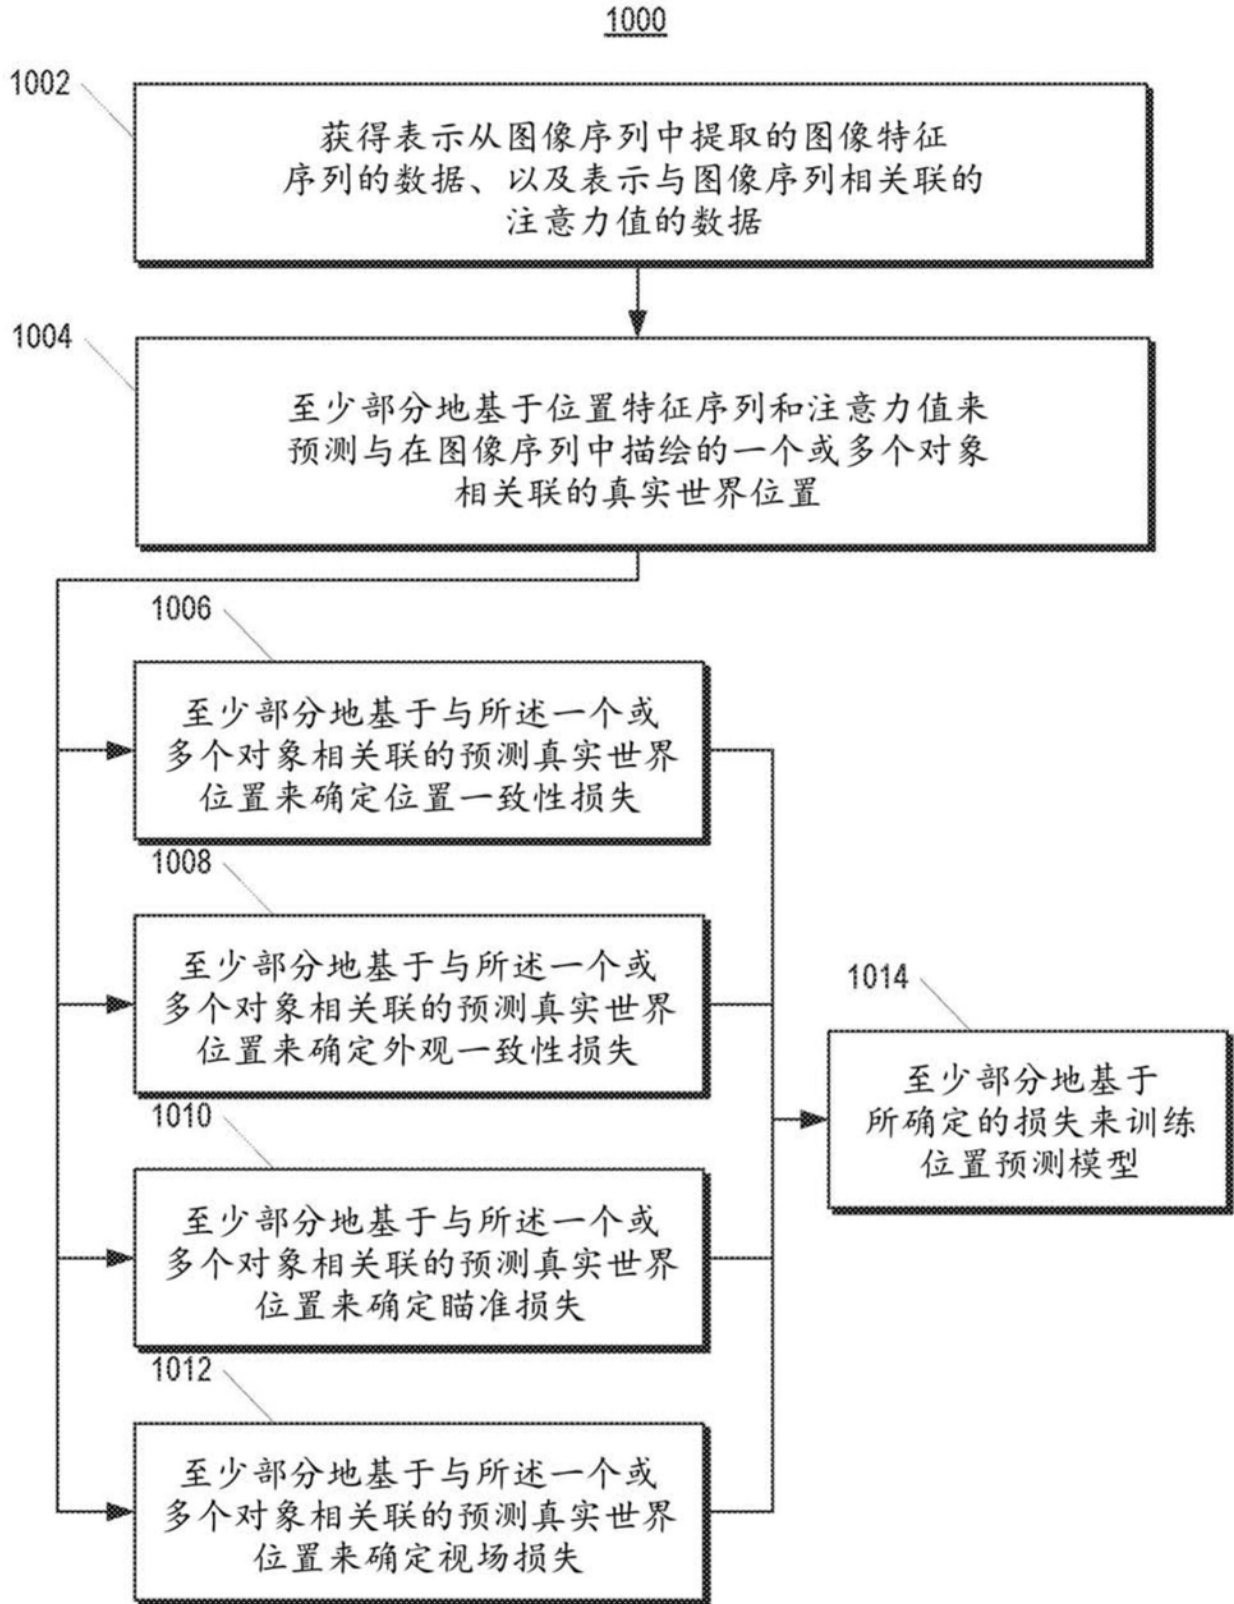 1000
1002
获得表示从图像序列中提取的图像特征
序列的数据、以及表示与图像序列相关联的
注意力值的数据
1004
至少部分地基于位置特征序列和注意力值来
预测与在图像序列中描绘的一个或多个对象
相关联的真实世界位置
1006
至少部分地基于与所述一个或
多个对象相关联的预测真实世界
位置来确定位置一致性损失
1008
至少部分地基于与所述一个或
多个对象相关联的预测真实世界
位置来确定外观一致性损失
1010
至少部分地基于与所述一个或
多个对象相关联的预测真实世界
位置来确定瞄准损失
1012
至少部分地基于与所述一个或
多个对象相关联的预测真实世界
位置来确定视场损失
1014
至少部分地基于
所确定的损失来训练
位置预测模型